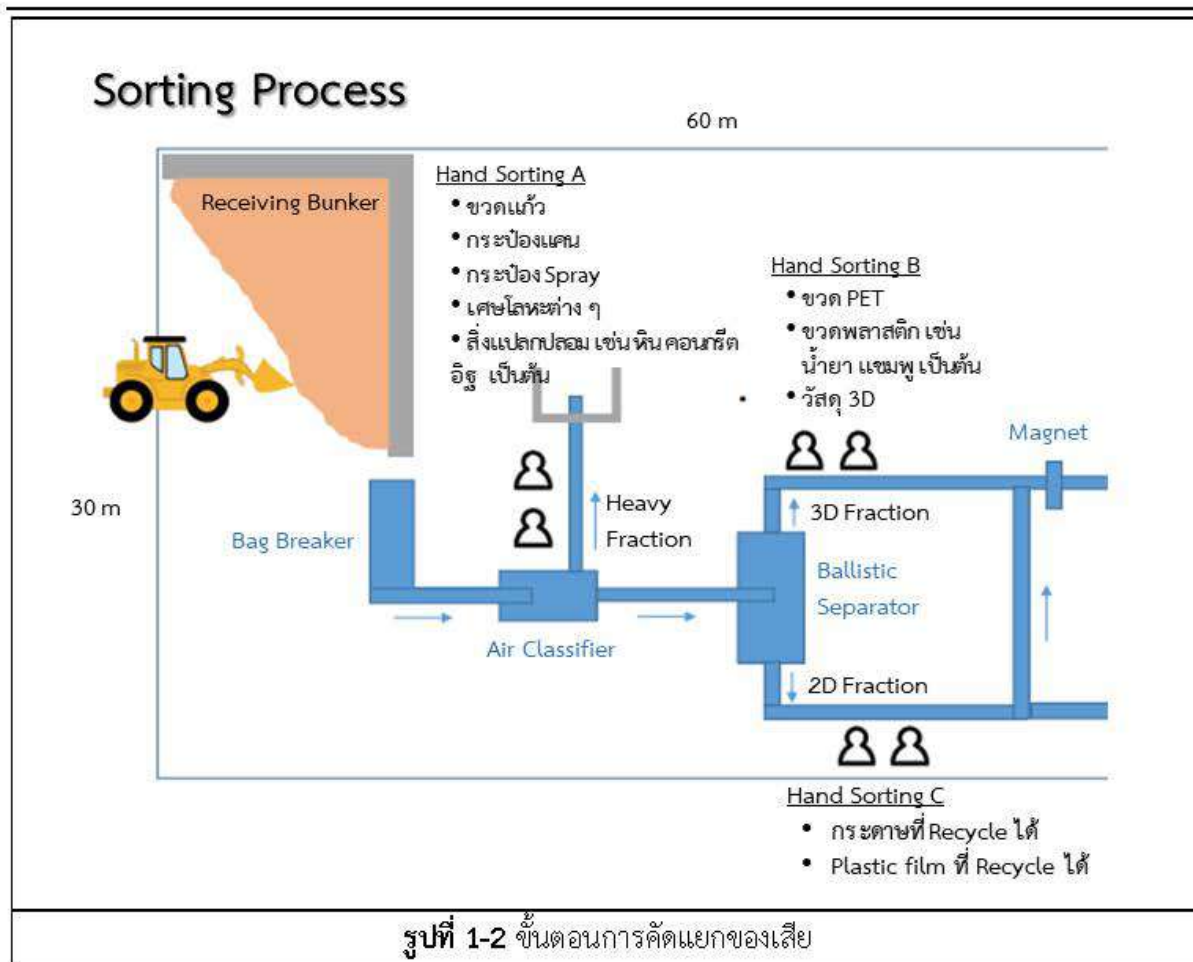 Sorting Process
60 m
Receiving Bunker
Hand Sorting A
• ขวดแก้ว
• กระป๋องแคน
• กระป๋อง Spray
• เศษโลหะต่าง ๆ
• สิ่งแปลกปลอม เช่น หิน คอนกรีต
อิฐ เป็นต้น
Hand Sorting B
• ขวด PET
• ขวดพลาสติก เช่น
น้ำยา แชมพู เป็นต้น
• วัสดุ 3D
Magnet
30 m
Bag Breaker
Heavy
Fraction
3D Fraction
Ballistic
Separator
Air Classifier
2D Fraction
Hand Sorting C
• กระดาษที่ Recycle ได้
• Plastic film ที่ Recycle ได้
รูปที่ 1-2 ขั้นตอนการคัดแยกของเสีย